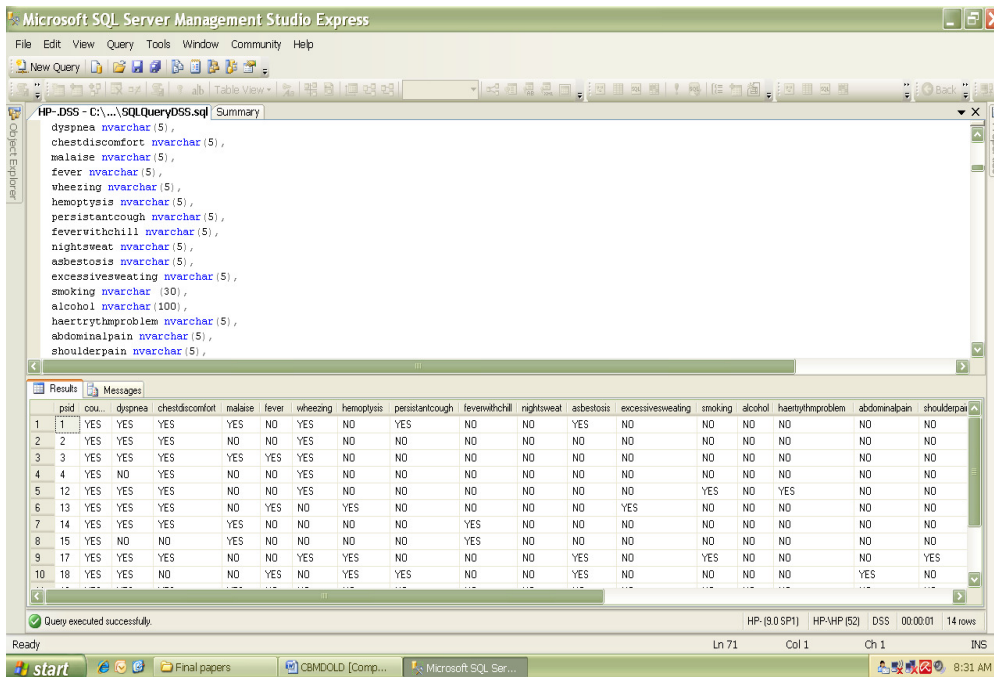 Microsoft SQL Server Management Studio Express
File Edit View Query Tools Window Community Help
New Query
Table View Back
HP-.DSS - C:\...\SQLQueryDSS.sql Summary
Object Explorer
dyspnea nvarchar(5),
chestdiscomfort nvarchar(5),
malaise nvarchar(5),
fever nvarchar(5),
wheezing nvarchar(5),
hemoptysis nvarchar(5),
persistantcough nvarchar(5),
feverwithchill nvarchar(5),
nightsweat nvarchar(5),
asbestosis nvarchar(5),
excessivesweating nvarchar(5),
smoking nvarchar (30),
alcohol nvarchar(100),
haertrythmproblem nvarchar(5),
abdominalpain nvarchar(5),
shoulderpain nvarchar(5),
Results Messages
psid cou... dyspnea chestdiscomfort malaise fever wheezing hemoptysis persistantcough feverwithchill nightsweat asbestosis excessivesweating smoking alcohol haertrythmproblem abdominalpain shoulderpai
1 1 YES YES YES YES NO YES NO YES NO NO YES NO NO NO NO NO NO
2 2 YES YES YES NO NO YES NO NO NO NO NO NO NO NO NO NO NO
3 3 YES YES YES YES YES YES NO NO NO NO NO NO NO NO NO NO NO
4 4 YES NO YES NO NO YES NO NO NO NO NO NO NO NO NO NO NO
5 12 YES YES YES NO NO YES NO NO NO NO NO NO YES NO YES NO NO
6 13 YES YES YES NO YES NO YES NO NO NO NO YES NO NO NO NO NO
7 14 YES YES YES YES NO NO NO NO YES NO NO NO NO NO NO NO NO
8 15 YES NO NO YES NO NO NO NO YES NO NO NO NO NO NO NO NO
9 17 YES YES YES NO NO YES YES NO NO NO YES NO YES NO NO NO YES
10 18 YES YES NO NO YES NO YES YES NO NO YES NO NO NO NO YES NO
Query executed successfully. HP- (9.0 SP1) HP-\HP (52) DSS 00:00:01 14 rows
Ready Ln 71 Col 1 Ch 1 INS
start Final papers CBMDOLD [Comp... Microsoft SQL Ser... 8:31 AM